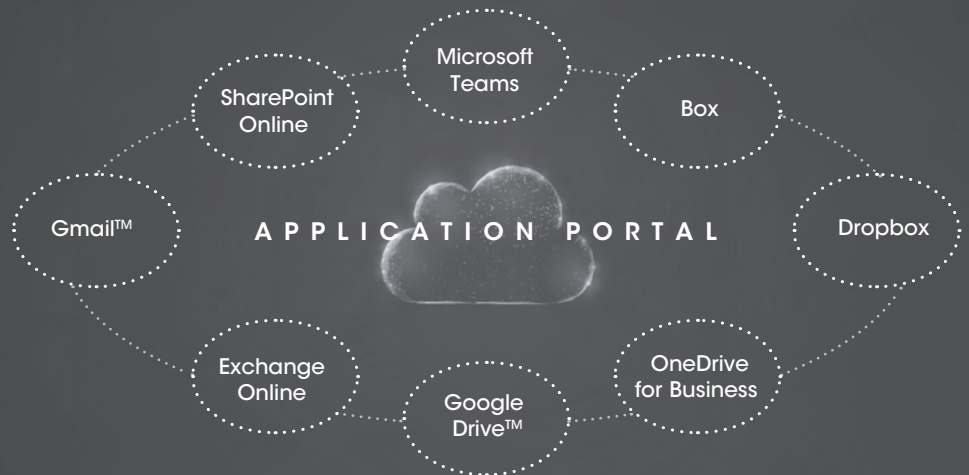 Microsoft
Teams
SharePoint
Online
Box
Gmail™
APPLICATION PORTAL
Dropbox
Exchange
Online
OneDrive
for Business
Google
Drive™